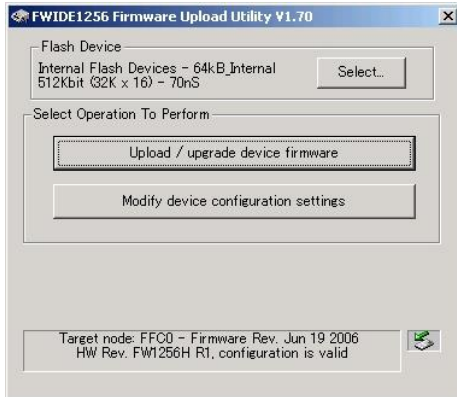 FWIDE1256 Firmware Upload Utility V1.70
Flash Device
Internal Flash Devices - 64kB_Internal
512Kbit (32K x 16) - 70nS
Select...
Select Operation To Perform
Upload / upgrade device firmware
Modify device configuration settings
Target node: FFC0 - Firmware Rev. Jun 19 2006
HW Rev. FW1256H R1, configuration is valid